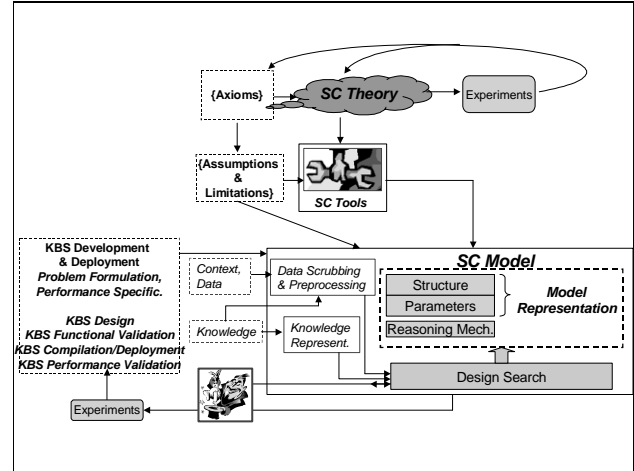 {Axioms}
SC Theory
Experiments
{Assumptions
&
Limitations}
SC Tools
KBS Development
& Deployment
Problem Formulation,
Performance Specific.
KBS Design
KBS Functional Validation
KBS Compilation/Deployment
KBS Performance Validation
Context,
Data
Data Scrubbing
& Preprocessing
Knowledge
Knowledge
Represent.
SC Model
Structure
Parameters
Reasoning Mech.
Model
Representation
Design Search
Experiments